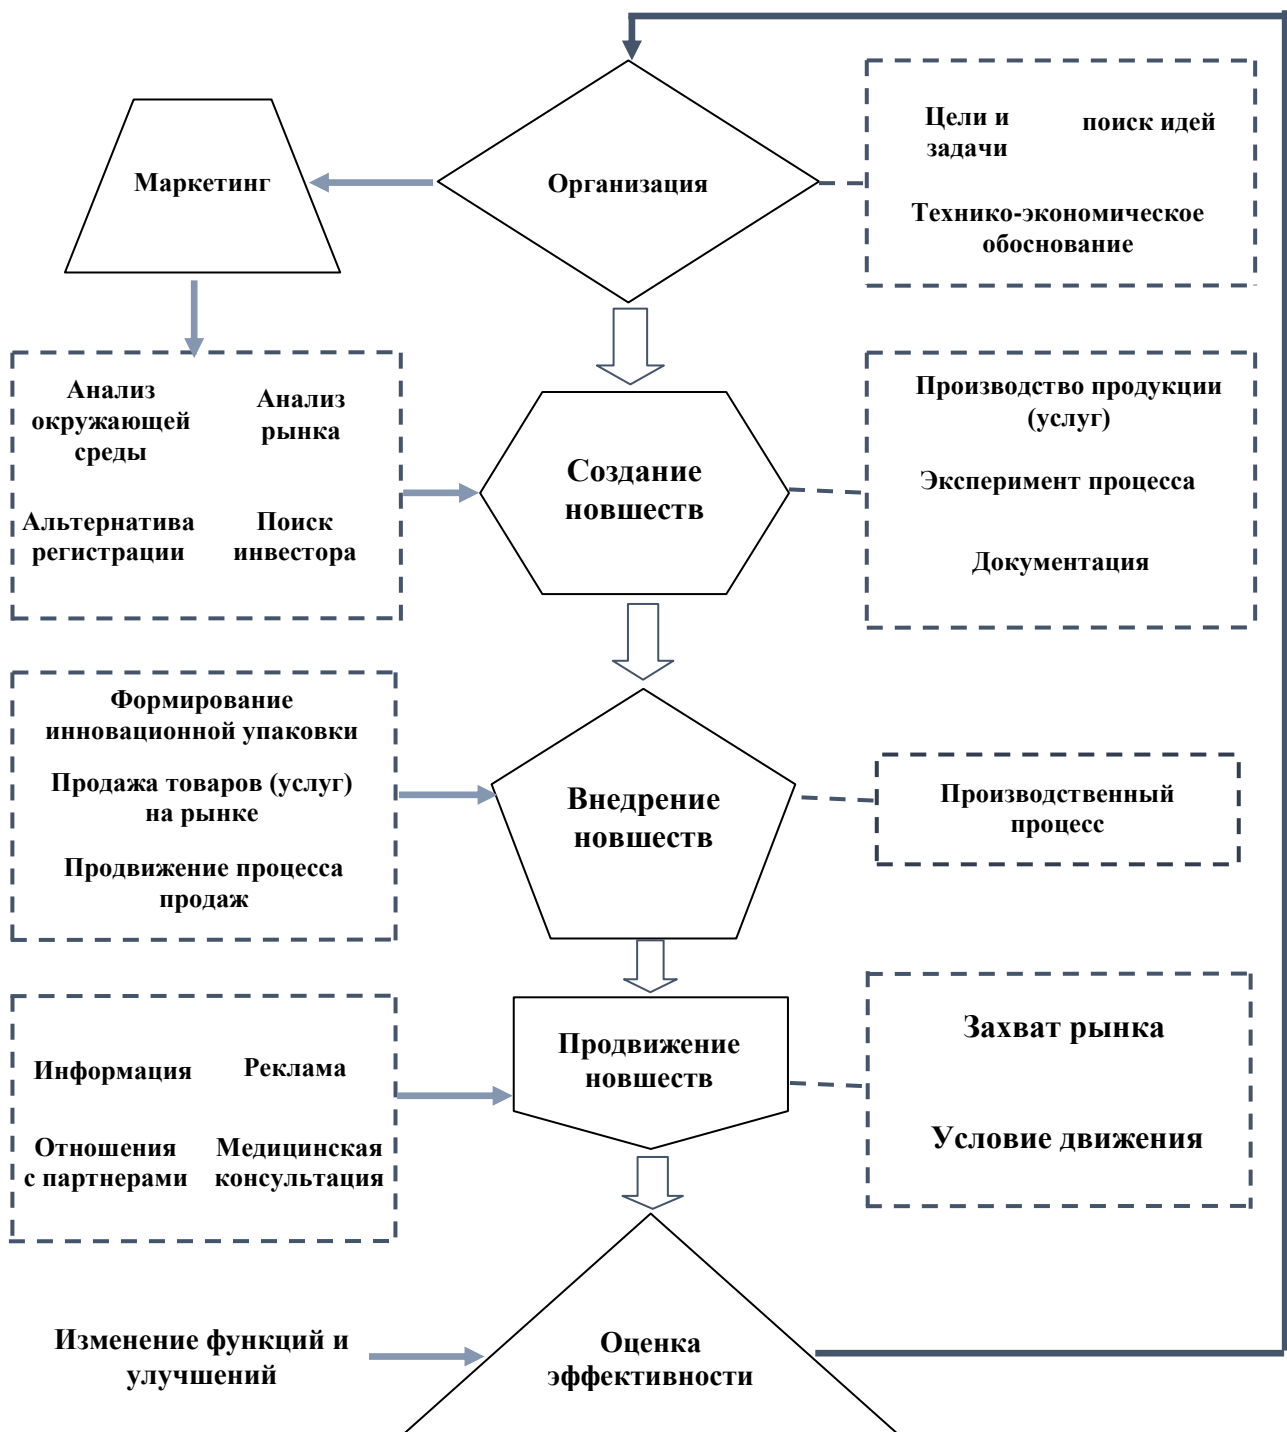 Маркетинг
Организация
Цели и
задачи
поиск идей
Технико-экономическое
обоснование
Анализ
окружающей
среды
Анализ
рынка
Альтернатива
регистрации
Поиск
инвестора
Создание
новшеств
Производство продукции
(услуг)
Эксперимент процесса
Документация
Формирование
инновационной упаковки
Продажа товаров (услуг)
на рынке
Продвижение процесса
продаж
Внедрение
новшеств
Производственный
процесс
Информация
Реклама
Отношения
с партнерами
Медицинская
консультация
Продвижение
новшеств
Захват рынка
Условие движения
Изменение функций и
улучшений
Оценка
эффективности